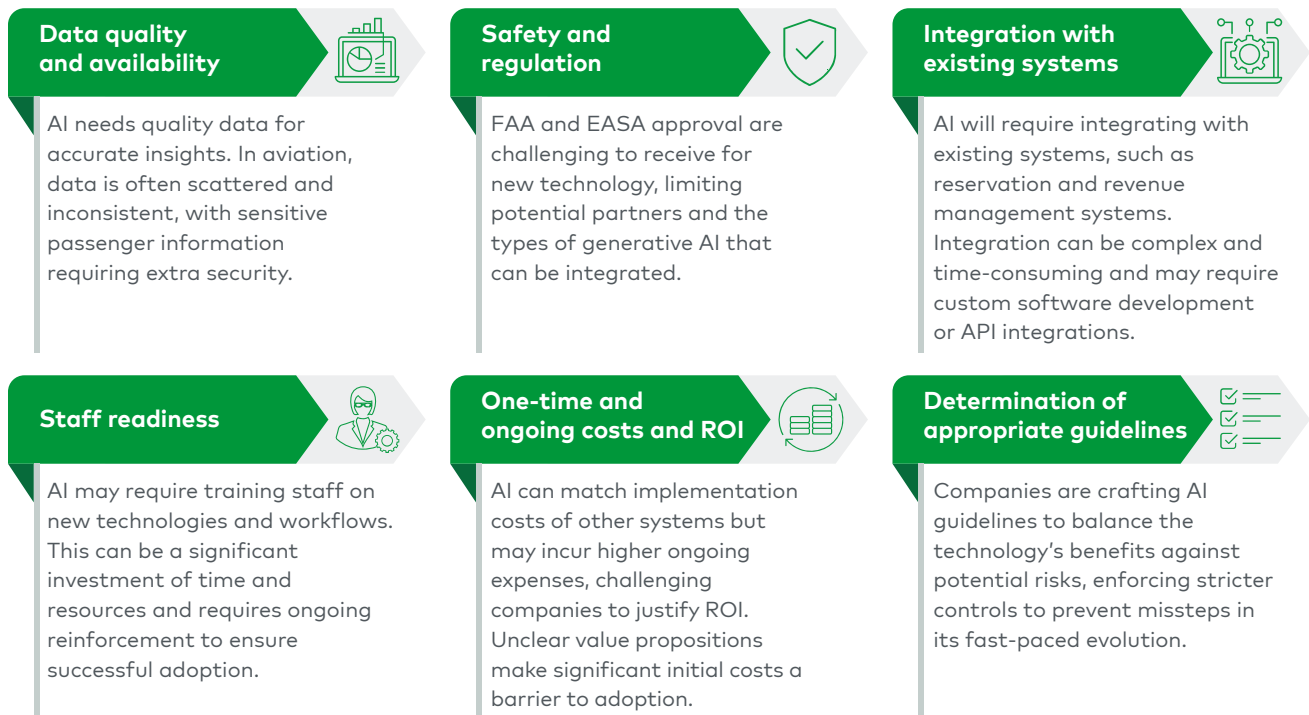 Data quality
and availability
AI needs quality data for
accurate insights. In aviation,
data is often scattered and
inconsistent, with sensitive
passenger information
requiring extra security.
Safety and
regulation
FAA and EASA approval are
challenging to receive for
new technology, limiting
potential partners and the
types of generative AI that
can be integrated.
Integration with
existing systems
AI will require integrating with
existing systems, such as
reservation and revenue
management systems.
Integration can be complex and
time-consuming and may require
custom software development
or API integrations.
Staff readiness
AI may require training staff on
new technologies and workflows.
This can be a significant
investment of time and
resources and requires ongoing
reinforcement to ensure
successful adoption.
One-time and
ongoing costs and ROI
AI can match implementation
costs of other systems but
may incur higher ongoing
expenses, challenging
companies to justify ROI.
Unclear value propositions
make significant initial costs a
barrier to adoption.
Determination of
appropriate guidelines
Companies are crafting AI
guidelines to balance the
technology's benefits against
potential risks, enforcing stricter
controls to prevent missteps in
its fast-paced evolution.